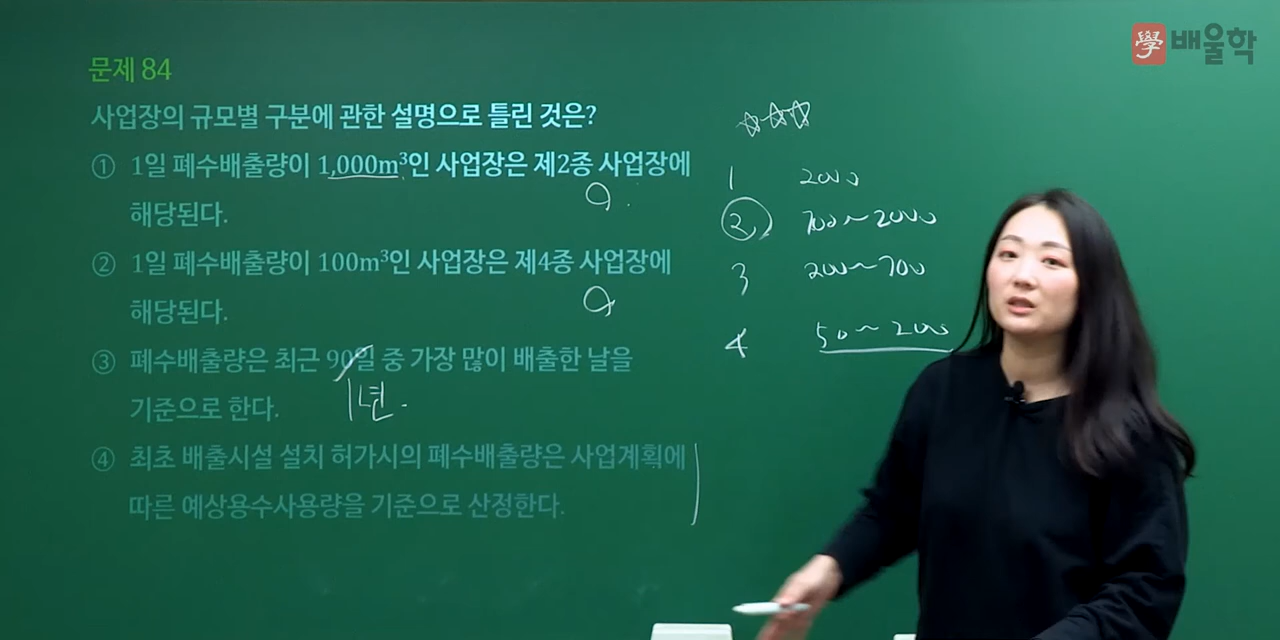 學 배울학
문제 84
사업장의 규모별 구분에 관한 설명으로 틀린 것은?
① 1일 폐수배출량이 1,000m³인 사업장은 제2종 사업장에
해당된다.
② 1일 폐수배출량이 100m³인 사업장은 제4종 사업장에
해당된다.
③ 폐수배출량은 최근 90일 중 가장 많이 배출한 날을
기준으로 한다.
1년.
④ 최초 배출시설 설치 허가시의 폐수배출량은 사업계획에
따른 예상용수사용량을 기준으로 산정한다.
1 2000
2 700~2000
3 200~700
4 50~200